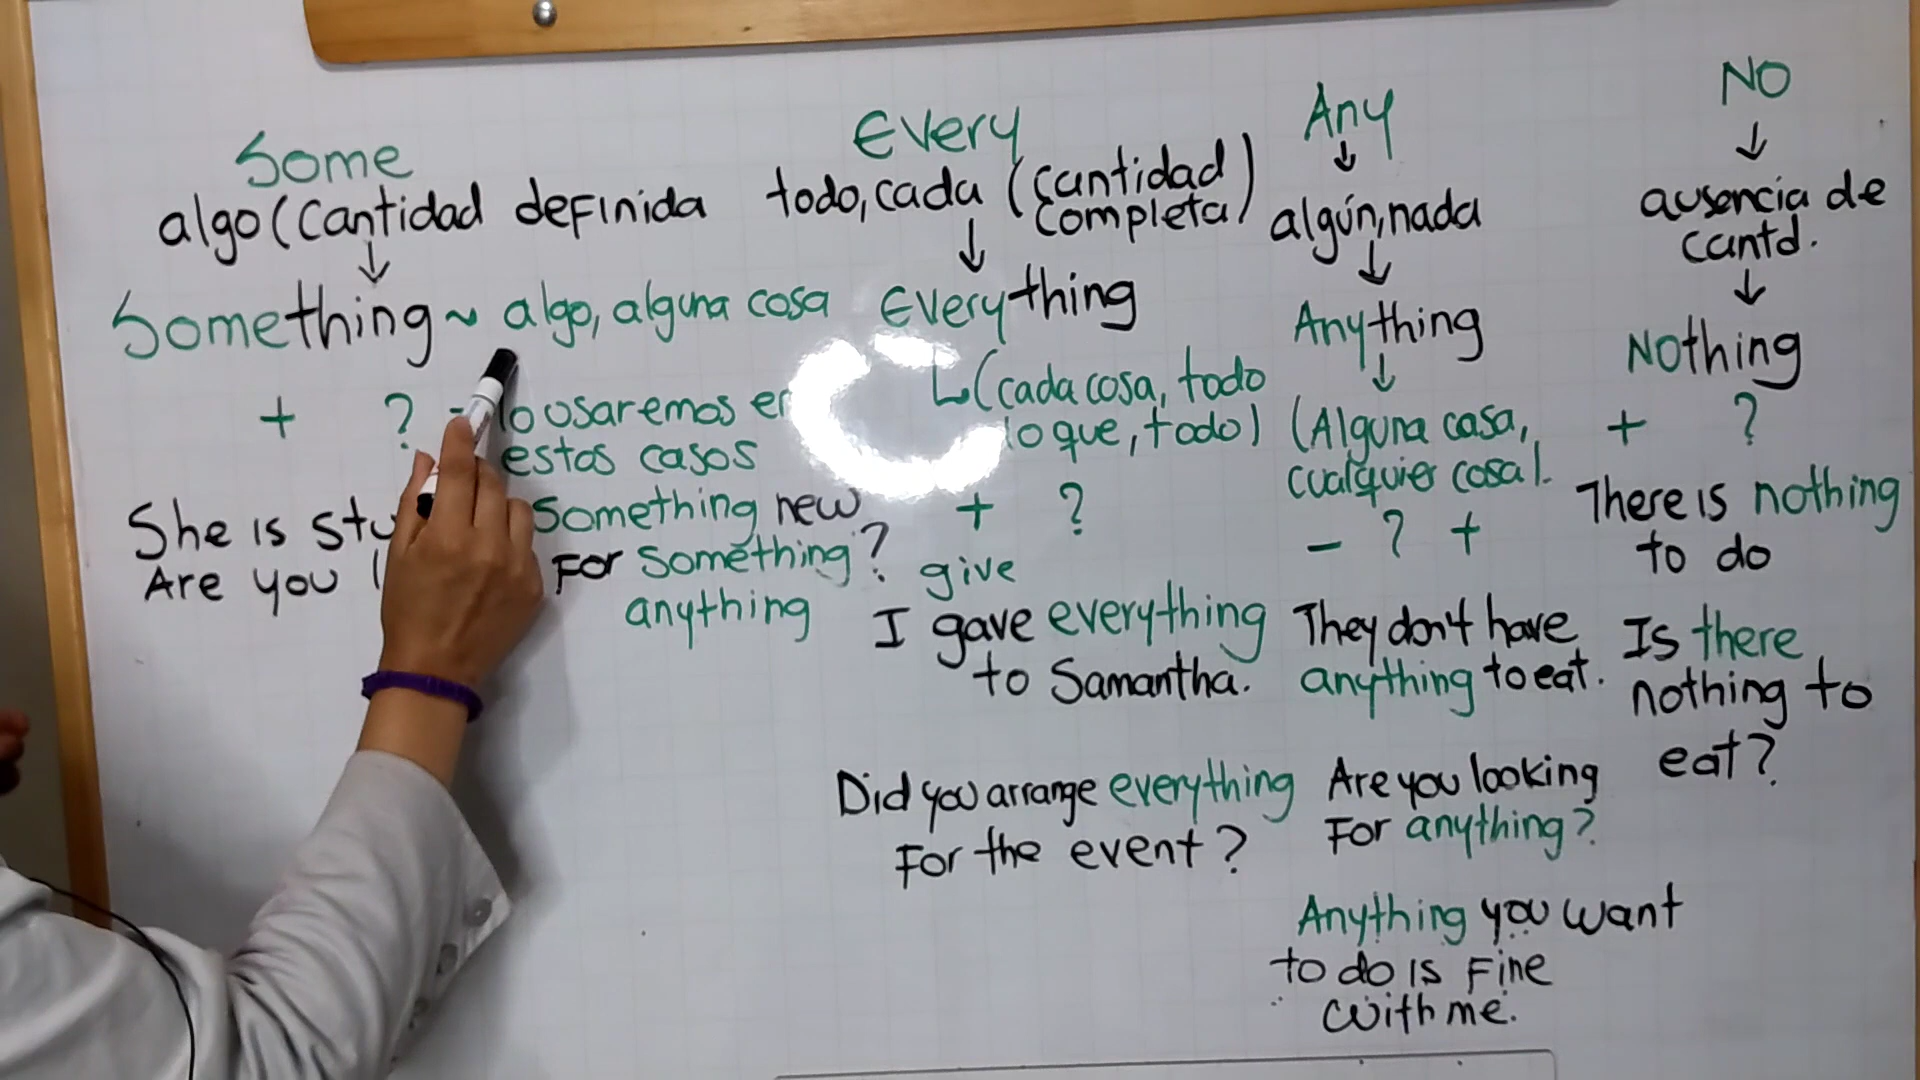 Some
algo (Cantidad definida
↓
Something ~ algo, alguna cosa
+ ? - lo usaremos en
estos casos
She is stu
Something new
Are you l
For something?
anything
Every
todo, cada (cantidad
completa)
↓
Everything
↳ (cada cosa, todo
lo que, todo)
+ ?
give
I gave everything
to Samantha.
Did you arrange everything
For the event?
Any
↓
algún, nada
↓
Anything
↓
(Alguna casa,
cualquier cosa).
- ? +
They don't have
anything to eat.
Are you looking
For anything?
Anything you want
to do is Fine
with me.
NO
↓
ausencia de
cantd.
↓
Nothing
+ ?
There is nothing
to do
Is there
nothing to
eat?